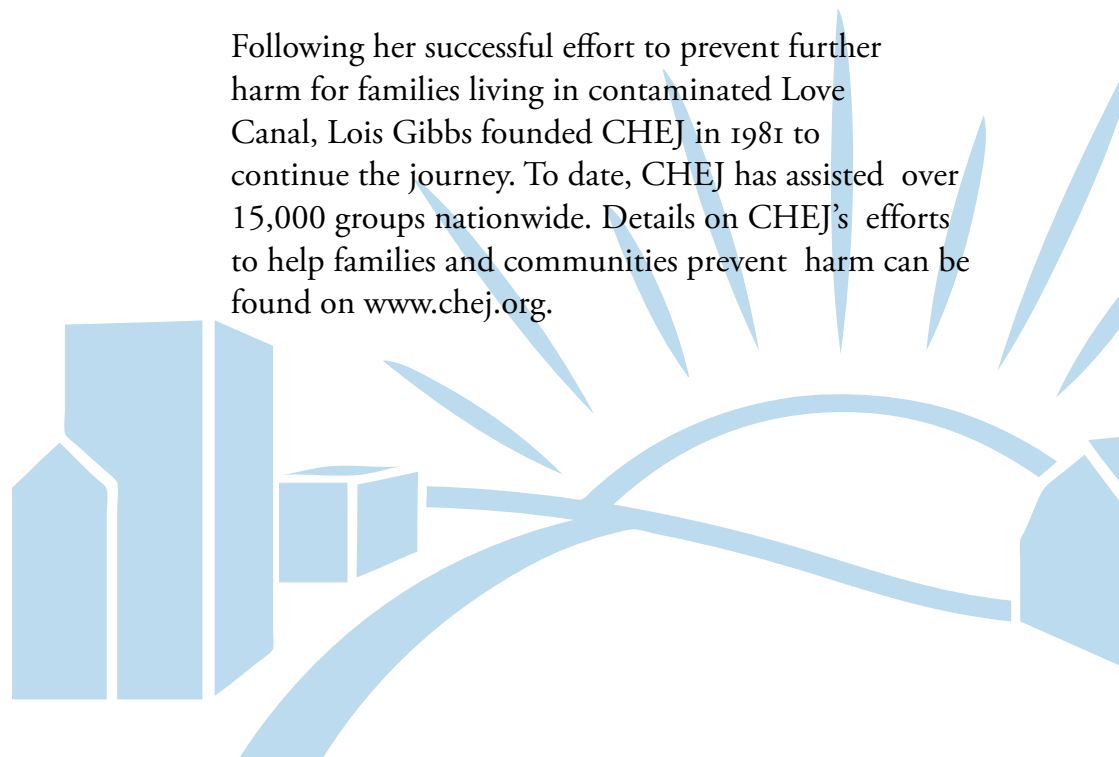 Following her successful effort to prevent further
harm for families living in contaminated Love
Canal, Lois Gibbs founded CHEJ in 1981 to
continue the journey. To date, CHEJ has assisted  over
15,000 groups nationwide. Details on CHEJ’s  efforts
to help families and communities prevent  harm can be
found on www.chej.org.